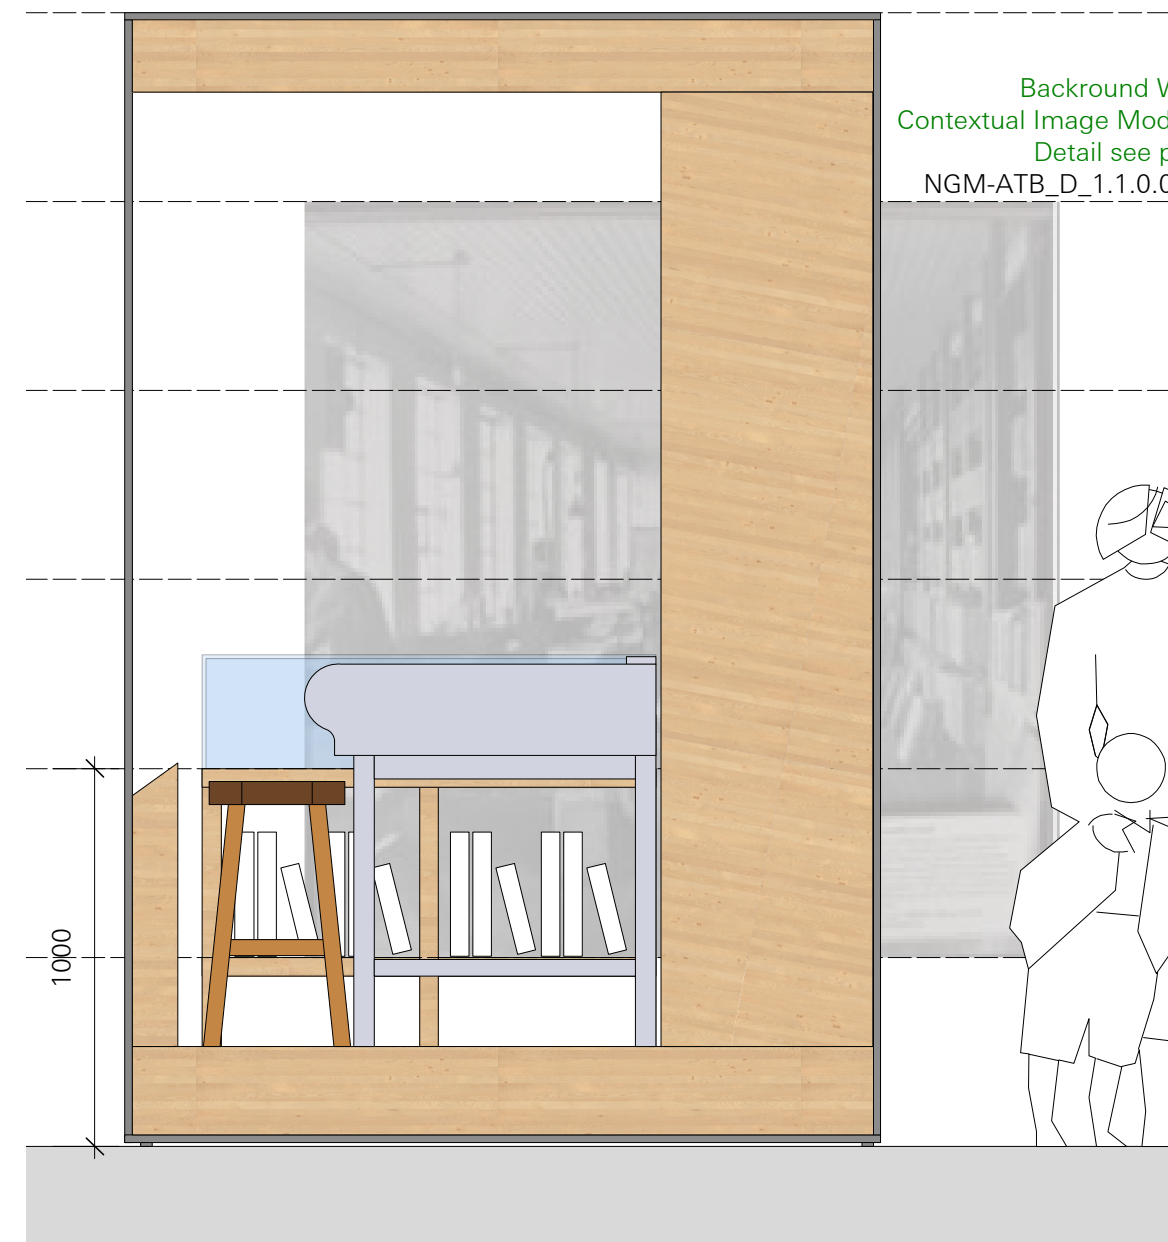 Backround
Contextual Image Mod
Detail see
NGM-ATB_D_1.1.0.0
1000